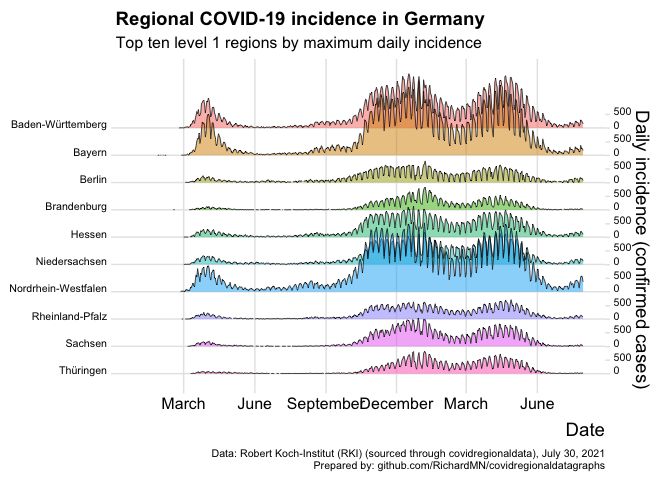 Regional COVID-19 incidence in Germany
Top ten level 1 regions by maximum daily incidence
Baden-Württemberg
Bayern
Berlin
Brandenburg
Hessen
Niedersachsen
Nordrhein-Westfalen
Rheinland-Pfalz
Sachsen
Thüringen
500
0
500
0
500
0
500
0
500
0
500
0
500
0
500
0
500
0
500
0
Daily incidence (confirmed cases)
March June September December March June
Date
Data: Robert Koch-Institut (RKI) (sourced through covidregionaldata), July 30, 2021
Prepared by: github.com/RichardMN/covidregionaldatagraphs